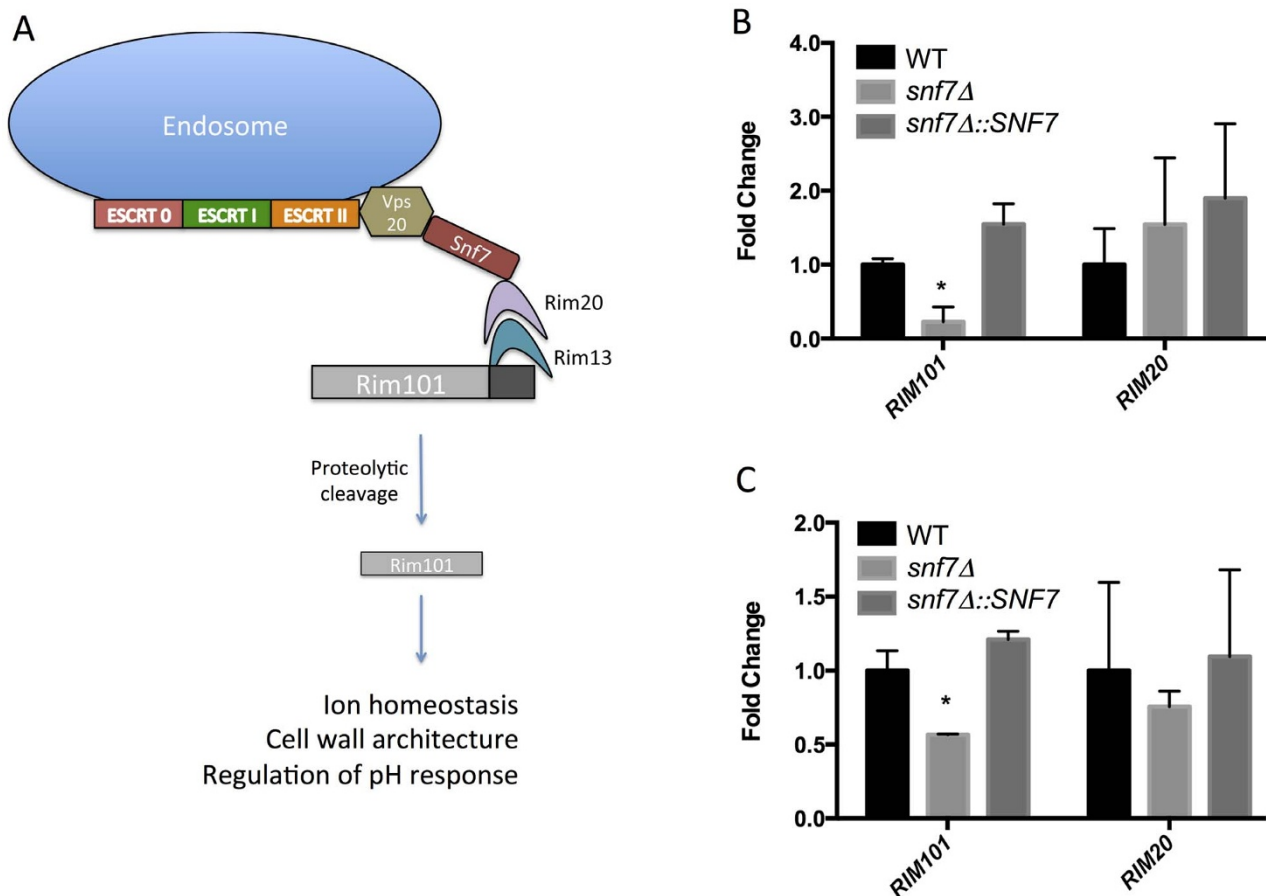 A
Endosome
ESCRT 0 ESCRT I ESCRT II
Vps
20
Snf7
Rim20
Rim13
Rim101
Proteolytic
cleavage
Rim101
Ion homeostasis
Cell wall architecture
Regulation of pH response
B
4.0
3.0
2.0
1.0
0.0
Fold Change
WT
snf7Δ
snf7Δ::SNF7
*
RIM101
RIM20
C
2.0
1.5
1.0
0.5
0.0
Fold Change
WT
snf7Δ
snf7Δ::SNF7
*
RIM101
RIM20